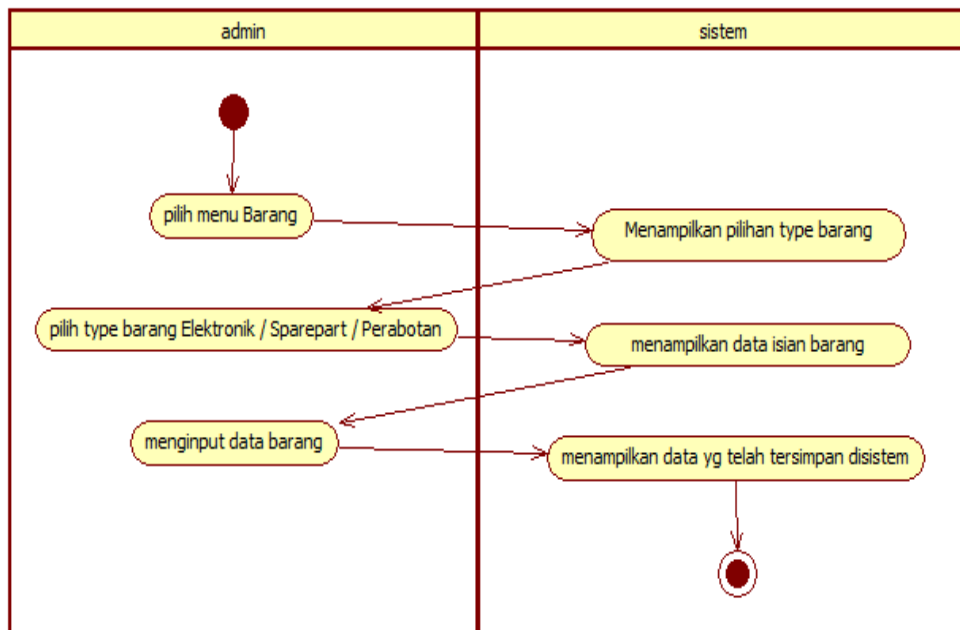 admin
sistem
pilih menu Barang
Menampilkan pilihan type barang
pilih type barang Elektronik / Sparepart / Perabotan
menampilkan data isian barang
menginput data barang
menampilkan data yg telah tersimpan disistem